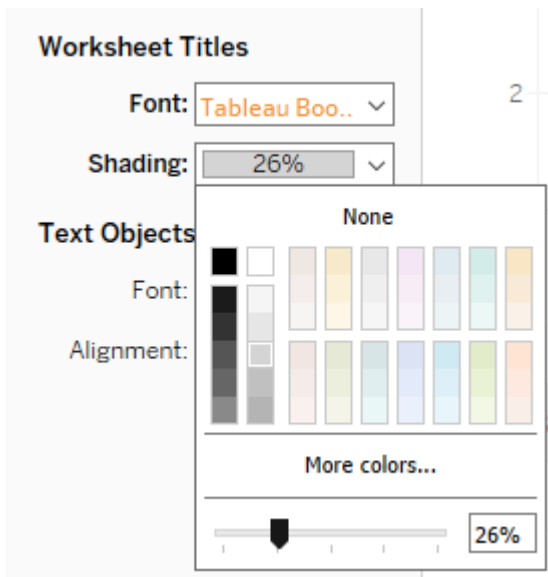 Worksheet Titles
Font: Tableau Boo..
2
Shading: 26%
None
Text Objects
Font:
Alignment:
More colors...
26%